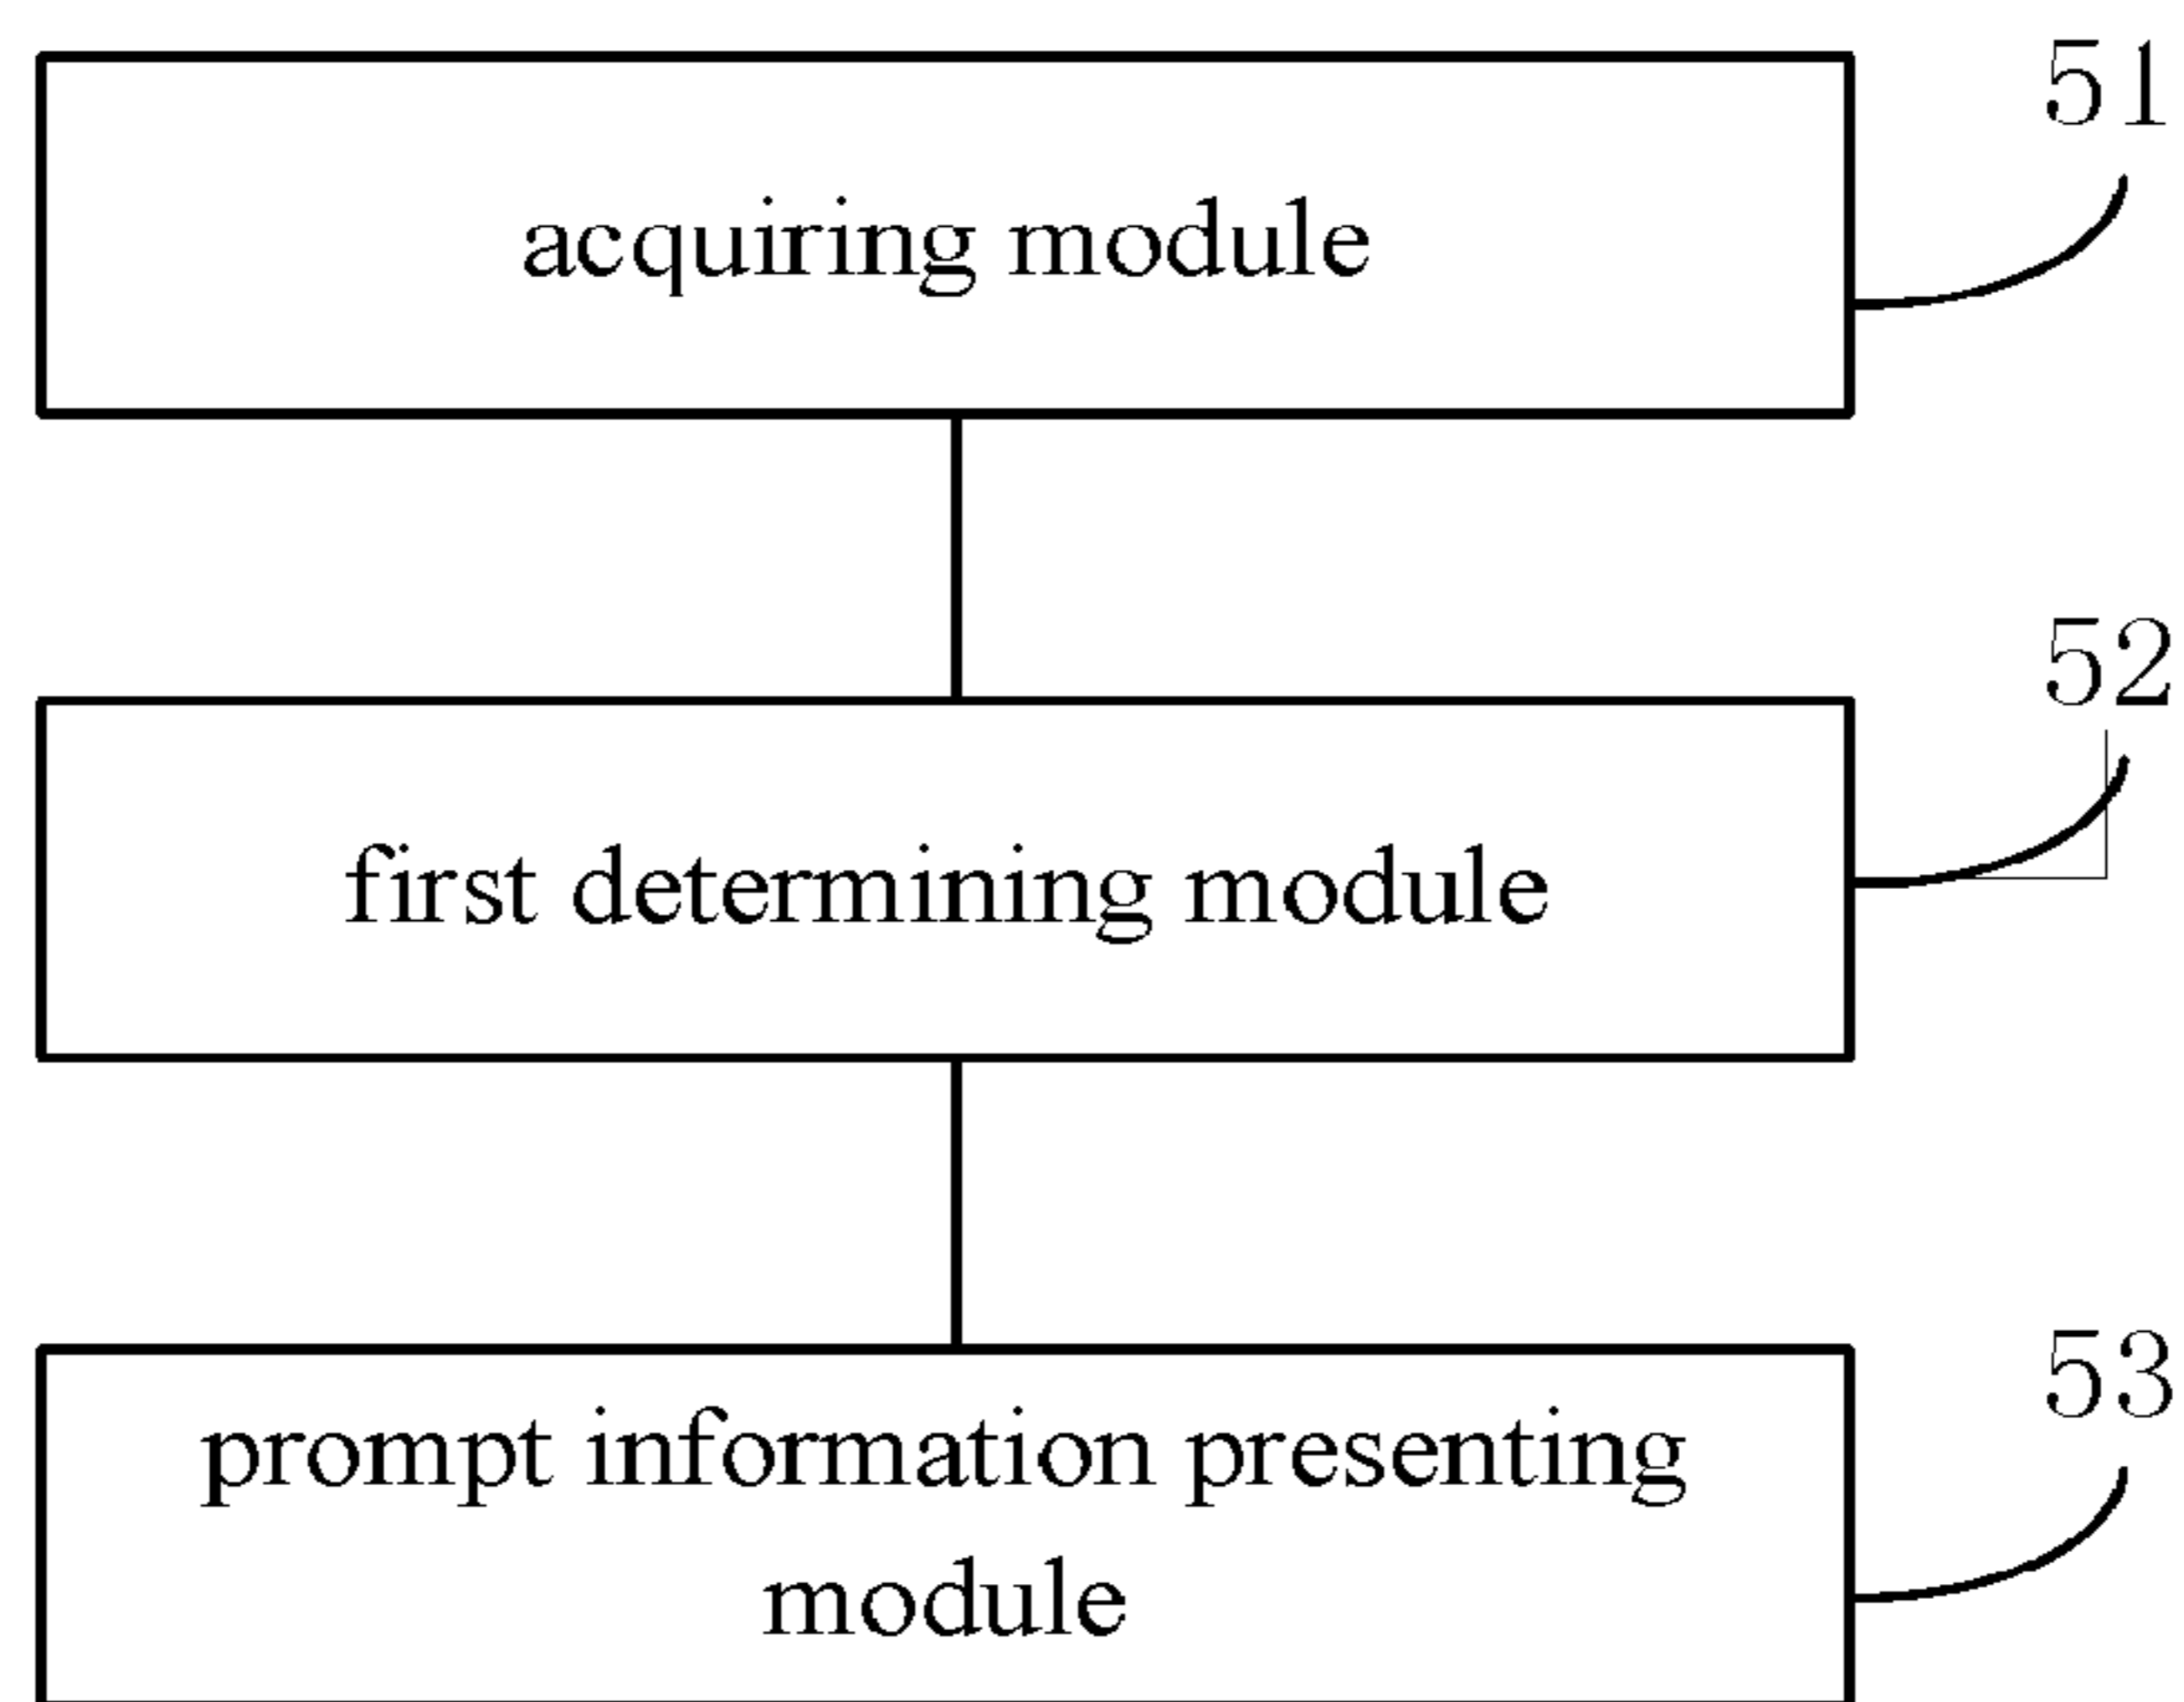 51
acquiring module
52
first determining module
53
prompt information presenting
module